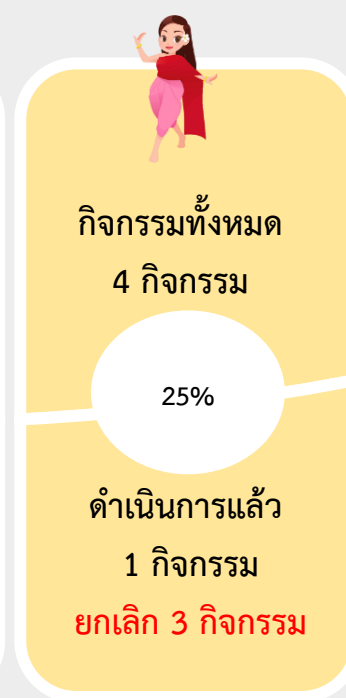 กิจกรรมทั้งหมด
4 กิจกรรม
25%
ดำเนินการแล้ว
1 กิจกรรม
ยกเลิก 3 กิจกรรม